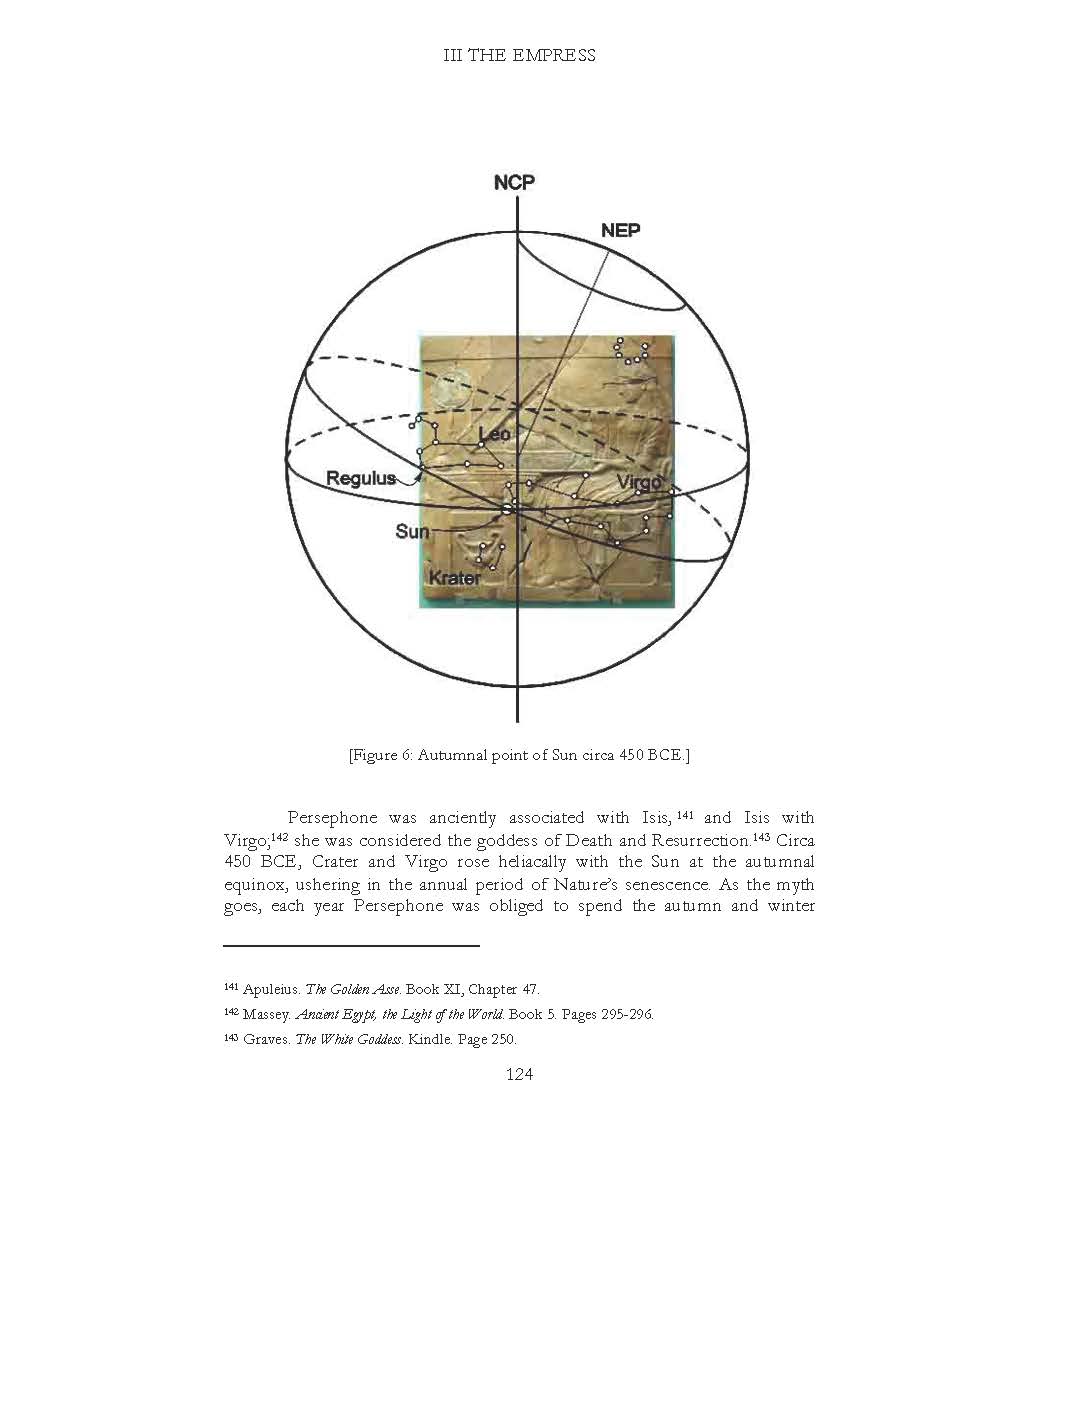 III THE EMPRESS
NCP
NEP
Leo
Regulus
Virgo
Sun
Krater
[Figure 6: Autumnal point of Sun circa 450 BCE.]
Persephone was anciently associated with Isis, 141 and Isis with
Virgo;142 she was considered the goddess of Death and Resurrection.143 Circa
450 BCE, Crater and Virgo rose heliacally with the Sun at the autumnal
equinox, ushering in the annual period of Nature’s senescence. As the myth
goes, each year Persephone was obliged to spend the autumn and winter
141 Apuleius. The Golden Asse. Book XI, Chapter 47.
142 Massey. Ancient Egypt, the Light of the World. Book 5. Pages 295-296.
143 Graves. The White Goddess. Kindle. Page 250.
124